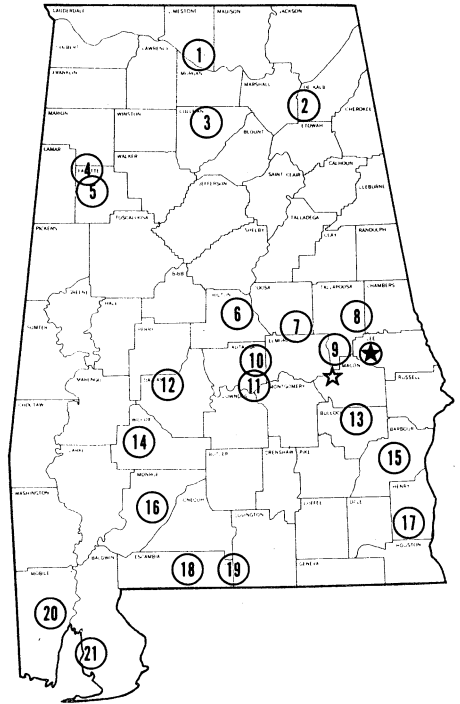 LAUDERDALE
LIMESTONE
MADISON
JACKSON
COLBERT
LAWRENCE
1
FRANKLIN
MORGAN
MARSHALL
DE KALB
2
MARION
WINSTON
CULLMAN
3
BLOUNT
ETOWAH
CHEROKEE
LAMAR
FAYETTE
4
5
WALKER
JEFFERSON
SAINT CLAIR
CALHOUN
CLEBURNE
PICKENS
TUSCALOOSA
SHELBY
TALLADEGA
CLAY
RANDOLPH
BIBB
GREENE
HALE
6
COOSA
7
TALLAPOOSA
8
CHAMBERS
SUMTER
PERRY
ELMORE
9
LEE
10
MACON
MARENGO
12
11
LOWNDES
MONTGOMERY
RUSSELL
CHOCTAW
WILCOX
BULLOCK
13
BARBOUR
14
CLARKE
BUTLER
CRENSHAW
PIKE
15
MONROE
HENRY
WASHINGTON
16
CONECUH
COVINGTON
COFFEE
DALE
17
HOUSTON
BALDWIN
ESCAMBIA
18
19
GENEVA
MOBILE
20
21